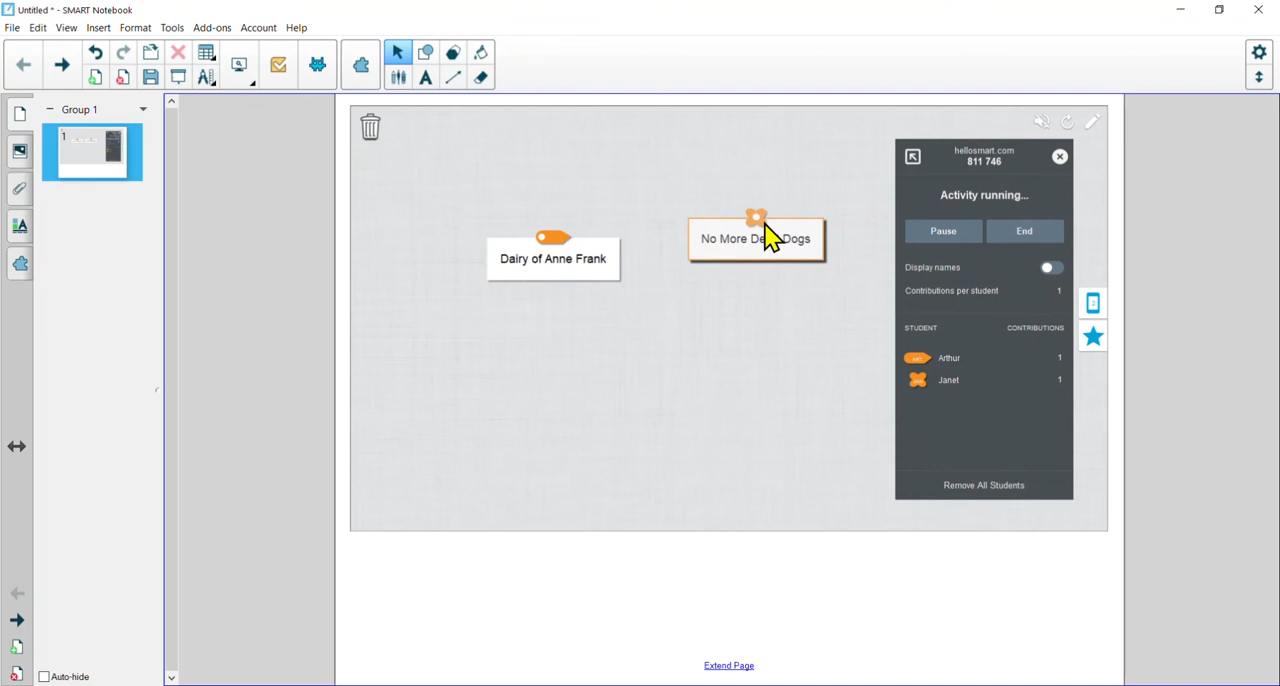 Untitled * - SMART Notebook
File Edit View Insert Format Tools Add-ons Account Help
Group 1
1
hellosmart.com
811 746
Activity running...
Pause End
Display names
Contributions per student 1
STUDENT CONTRIBUTIONS
Arthur 1
Janet 1
Remove All Students
Dairy of Anne Frank
No More Dogs
2
Extend Page
Auto-hide